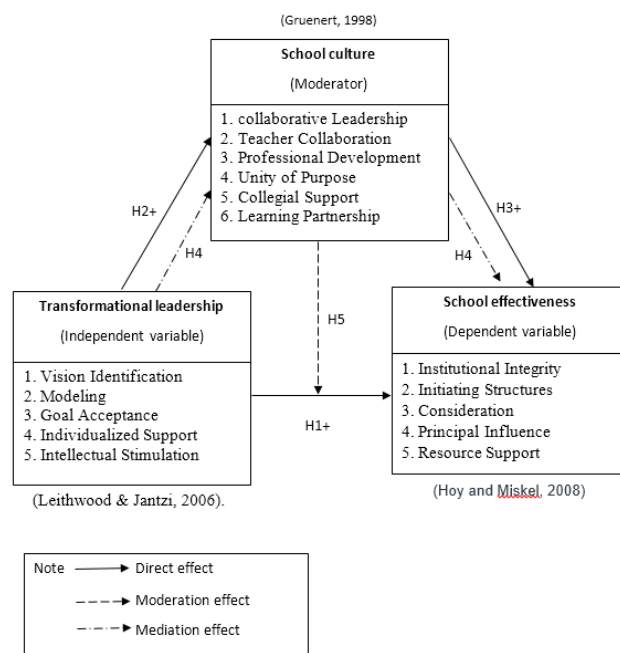 (Gruenert, 1998)
School culture
(Moderator)
1. collaborative Leadership
2. Teacher Collaboration
3. Professional Development
4. Unity of Purpose
5. Collegial Support
6. Learning Partnership
H2+
H4
H3+
H4
H5
Transformational leadership
(Independent variable)
1. Vision Identification
2. Modeling
3. Goal Acceptance
4. Individualized Support
5. Intellectual Stimulation
(Leithwood & Jantzi, 2006).
H1+
School effectiveness
(Dependent variable)
1. Institutional Integrity
2. Initiating Structures
3. Consideration
4. Principal Influence
5. Resource Support
(Hoy and Miskel, 2008)
Note Direct effect
Moderation effect
Mediation effect